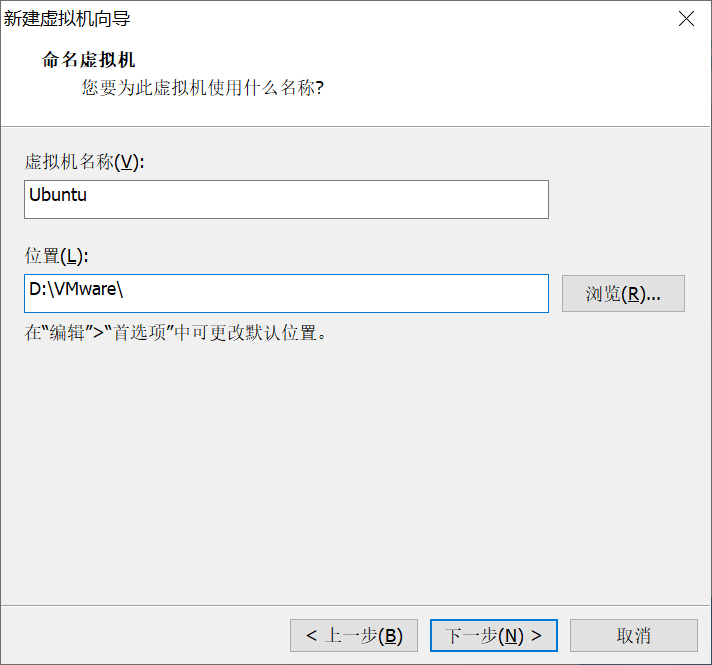 新建虚拟机向导
命名虚拟机
您要为此虚拟机使用什么名称?
虚拟机名称(V):
Ubuntu
位置(L):
D:\VMware\
浏览(R)...
在“编辑”>“首选项”中可更改默认位置。
< 上一步(B)
下一步(N) >
取消